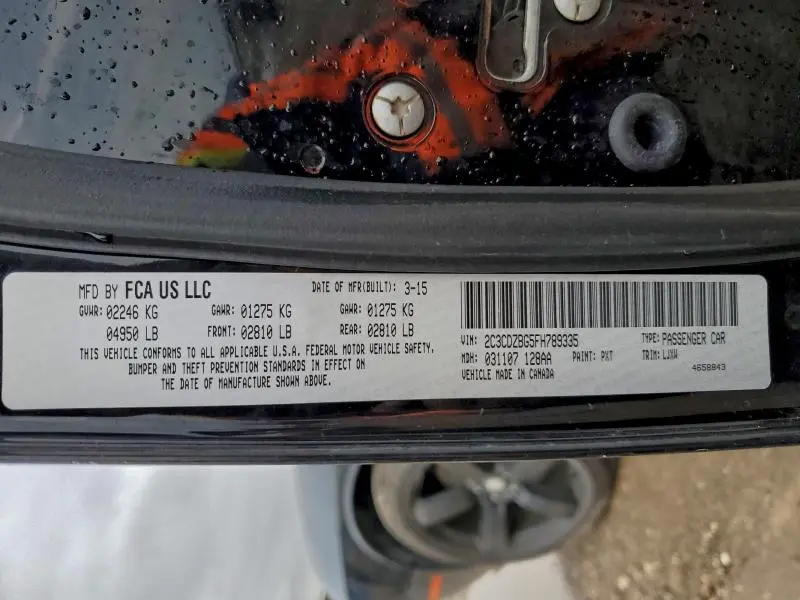 MFD BY FCA US LLC
DATE OF MFR(BUILT): 3-15
GVWR: 02246 KG GAWR: 01275 KG GAWR: 01275 KG
04950 LB FRONT: 02810 LB REAR: 02810 LB
THIS VEHICLE CONFORMS TO ALL APPLICABLE U.S.A. FEDERAL MOTOR VEHICLE SAFETY,
BUMPER AND THEFT PREVENTION STANDARDS IN EFFECT ON
THE DATE OF MANUFACTURE SHOWN ABOVE.
VIN: 2C3CDZBG5FH789335 TYPE: PASSENGER CAR
MDH: 031107 128AA PAINT: PXT TRIM: LJXW
VEHICLE MADE IN CANADA 4658843